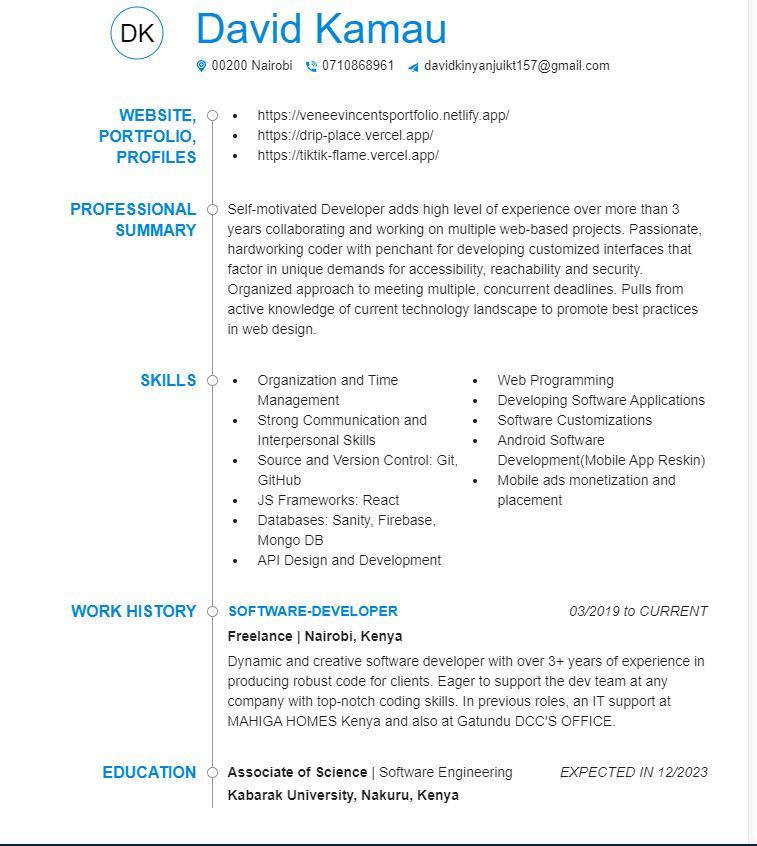 DK
David Kamau
00200 Nairobi 0710868961 davidkinyanjuikt157@gmail.com
WEBSITE, PORTFOLIO, PROFILES
• https://veneevincentsportfolio.netlify.app/
• https://drip-place.vercel.app/
• https://tiktik-flame.vercel.app/
PROFESSIONAL SUMMARY
Self-motivated Developer adds high level of experience over more than 3
years collaborating and working on multiple web-based projects. Passionate,
hardworking coder with penchant for developing customized interfaces that
factor in unique demands for accessibility, reachability and security.
Organized approach to meeting multiple, concurrent deadlines. Pulls from
active knowledge of current technology landscape to promote best practices
in web design.
SKILLS
• Organization and Time
Management
• Strong Communication and
Interpersonal Skills
• Source and Version Control: Git,
GitHub
• JS Frameworks: React
• Databases: Sanity, Firebase,
Mongo DB
• API Design and Development
• Web Programming
• Developing Software Applications
• Software Customizations
• Android Software
Development(Mobile App Reskin)
• Mobile ads monetization and
placement
WORK HISTORY
SOFTWARE-DEVELOPER 03/2019 to CURRENT
Freelance | Nairobi, Kenya
Dynamic and creative software developer with over 3+ years of experience in
producing robust code for clients. Eager to support the dev team at any
company with top-notch coding skills. In previous roles, an IT support at
MAHIGA HOMES Kenya and also at Gatundu DCC'S OFFICE.
EDUCATION
Associate of Science | Software Engineering EXPECTED IN 12/2023
Kabarak University, Nakuru, Kenya